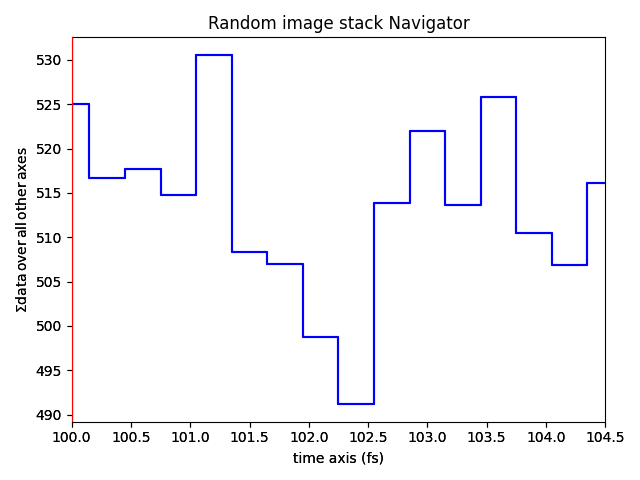 Random image stack Navigator
530
525
520
515
510
505
500
495
490
Σdata over all other axes
100.0 100.5 101.0 101.5 102.0 102.5 103.0 103.5 104.0 104.5
time axis (fs)